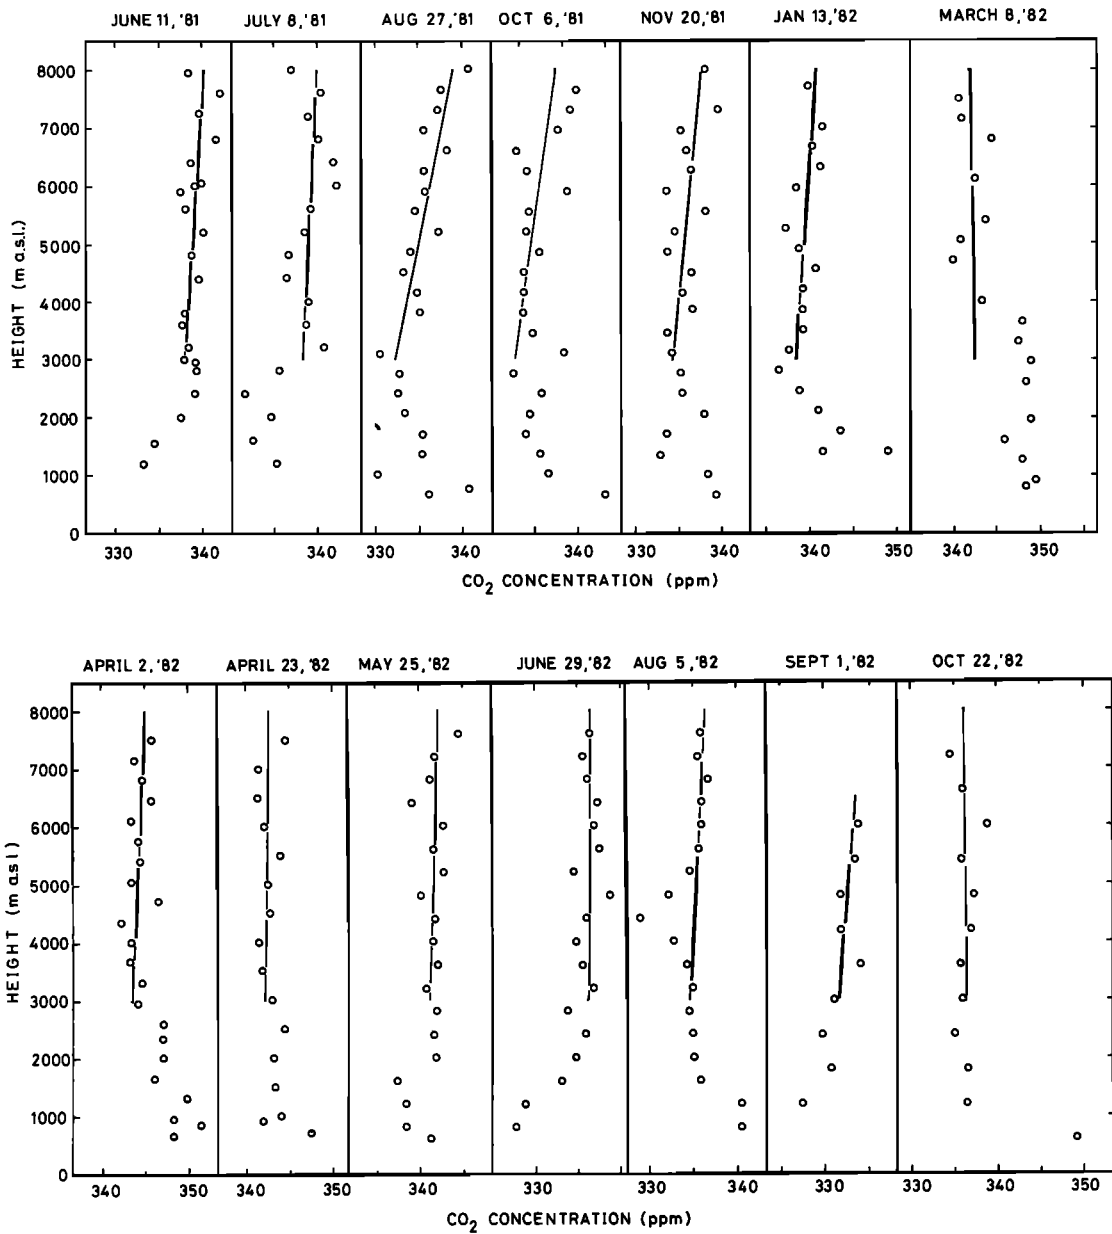 JUNE 11,'81 JULY 8,'81 AUG 27,'81 OCT 6,'81 NOV 20,'81 JAN 13,'82 MARCH 8,'82
8000
7000
6000
5000
4000
3000
2000
1000
0
HEIGHT (m a.s.l.)
330 340 340 330 340 340 340 340 340 350
CO2 CONCENTRATION (ppm)
APRIL 2,'82 APRIL 23,'82 MAY 25,'82 JUNE 29,'82 AUG 5,'82 SEPT 1,'82 OCT 22,'82
8000
7000
6000
5000
4000
3000
2000
1000
0
HEIGHT (m a.s.l)
340 350 340 340 330 330 340 330 330 340 350
CO2 CONCENTRATION (ppm)